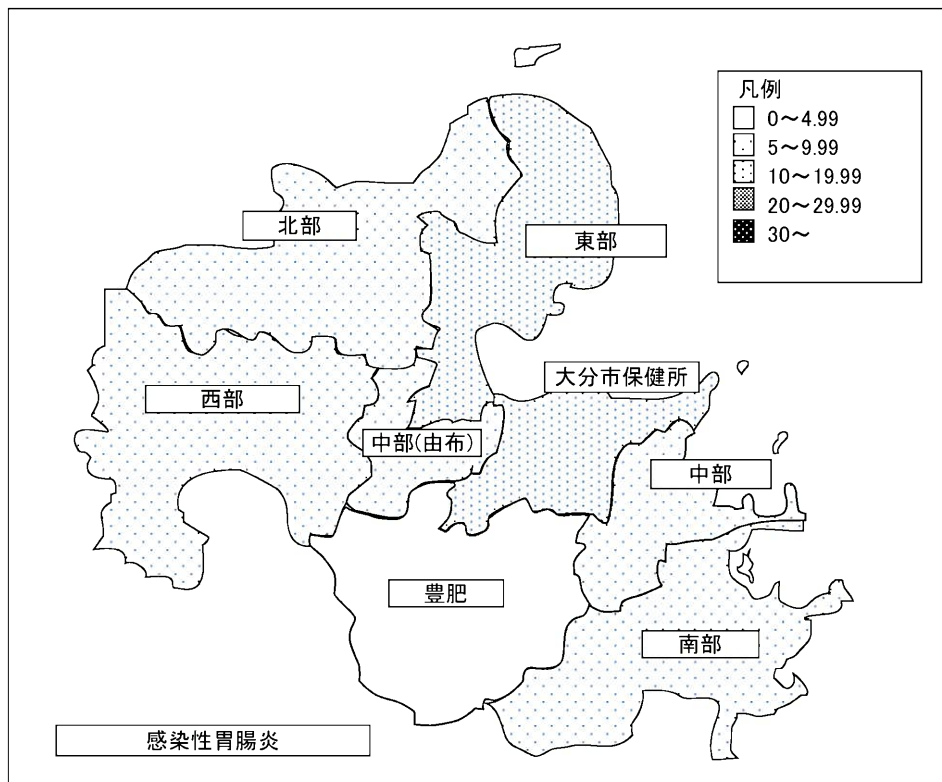 凡例
0～4.99
5～9.99
10～19.99
20～29.99
30～
北部
東部
大分市保健所
西部
中部(由布)
中部
豊肥
南部
感染性胃腸炎